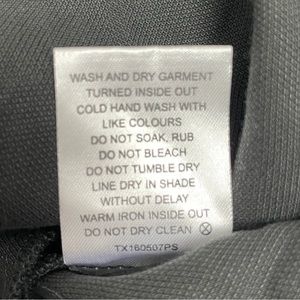 WASH AND DRY GARMENT
TURNED INSIDE OUT
COLD HAND WASH WITH
LIKE COLOURS
DO NOT SOAK, RUB
DO NOT BLEACH
DO NOT TUMBLE DRY
LINE DRY IN SHADE
WITHOUT DELAY
WARM IRON INSIDE OUT
DO NOT DRY CLEAN
TX160507PS